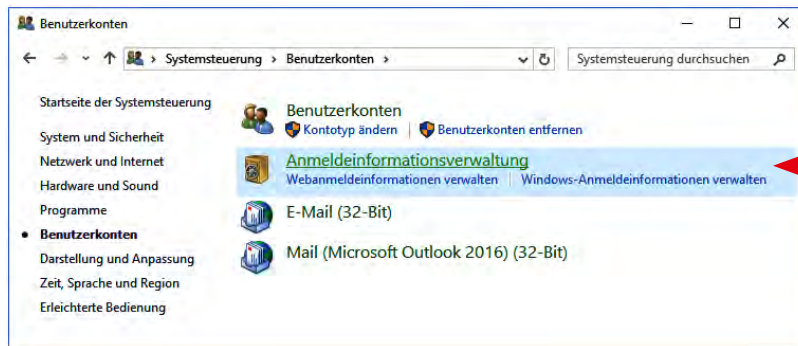 Benutzerkonten
Systemsteuerung > Benutzerkonten >
Systemsteuerung durchsuchen
Startseite der Systemsteuerung
System und Sicherheit
Netzwerk und Internet
Hardware und Sound
Programme
Benutzerkonten
Darstellung und Anpassung
Zeit, Sprache und Region
Erleichterte Bedienung
Benutzerkonten
Kontotyp ändern | Benutzerkonten entfernen
Anmeldeinformationsverwaltung
Webanmeldeinformationen verwalten | Windows-Anmeldeinformationen verwalten
E-Mail (32-Bit)
Mail (Microsoft Outlook 2016) (32-Bit)